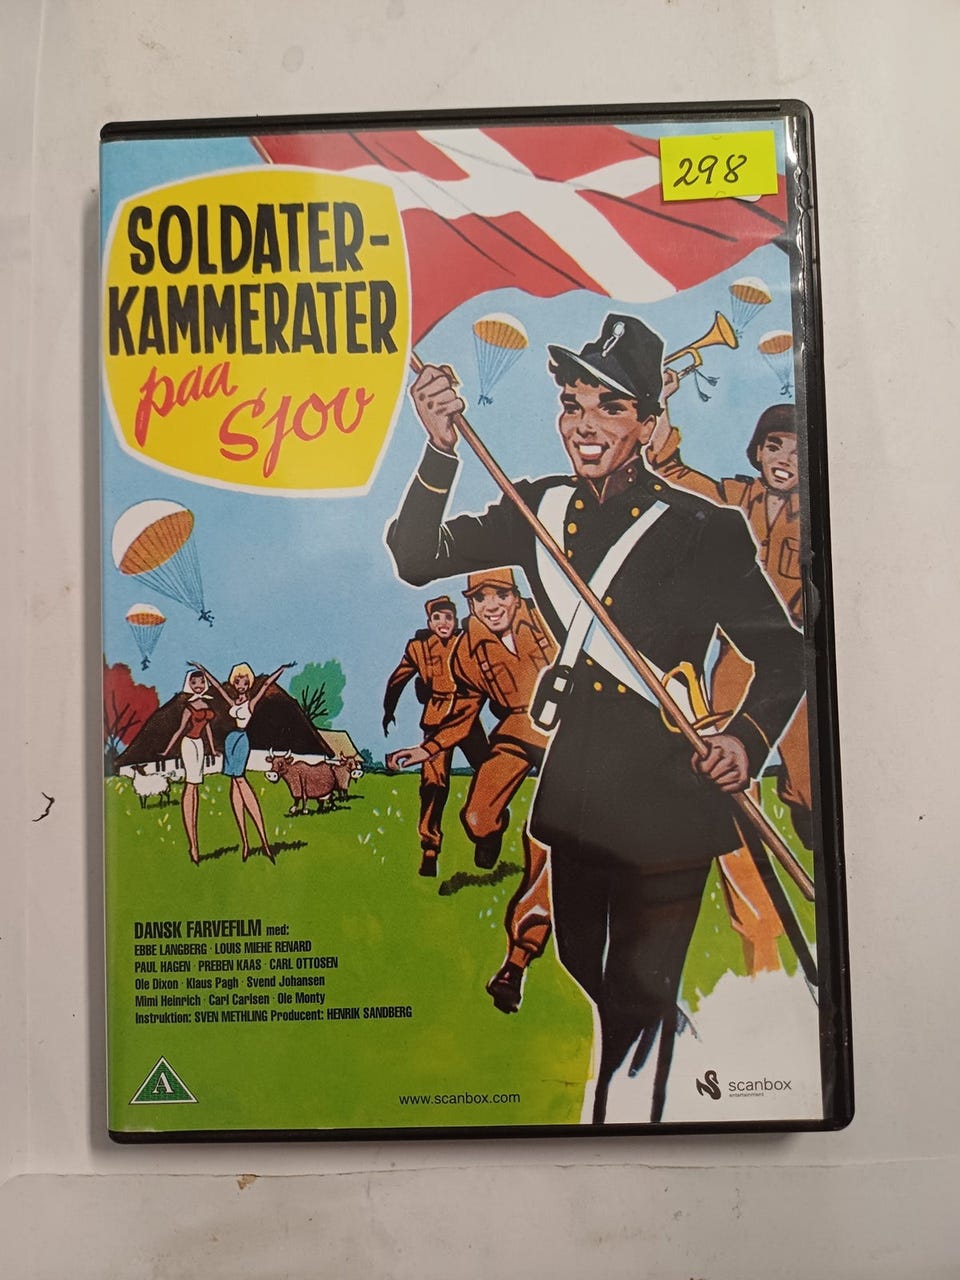 298
SOLDATER-
KAMMERATER
paa
Sjov
DANSK FARVEFILM med:
EBBE LANGBERG · LOUIS MIEHE RENARD
PAUL HAGEN · PREBEN KAAS · CARL OTTOSEN
Ole Dixon · Klaus Pagh · Svend Johansen
Mimi Heinrich · Carl Carlsen · Ole Monty
Instruktion: SVEN METHLING Producent: HENRIK SANDBERG
A
www.scanbox.com
scanbox
entertainment